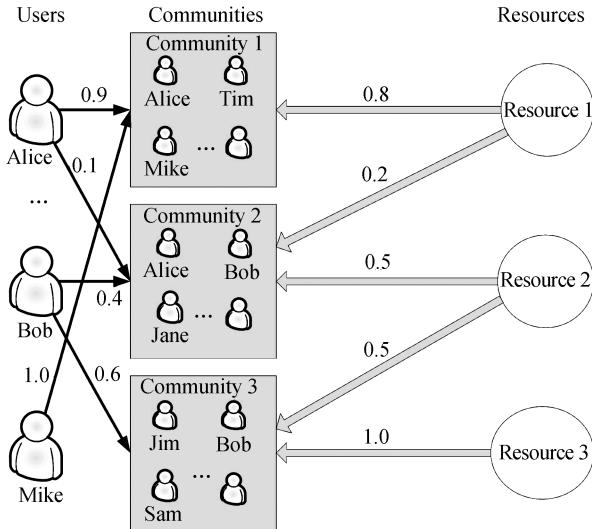 Users
Communities
Resources
Community 1
Alice
Tim
Mike
...
0.9
0.1
Alice
...
0.8
Resource 1
0.2
Community 2
Alice
Bob
Jane
...
0.4
Bob
0.5
Resource 2
0.5
1.0
0.6
Community 3
Jim
Bob
Sam
...
1.0
Resource 3
Mike